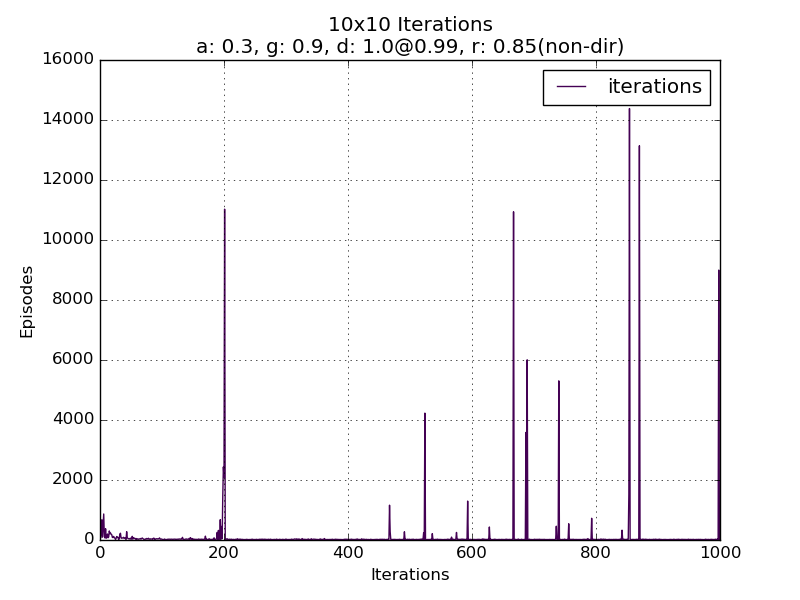 10x10 Iterations
a: 0.3, g: 0.9, d: 1.0@0.99, r: 0.85(non-dir)
16000
iterations
14000
12000
10000
Episodes
8000
6000
4000
2000
0
0 200 400 600 800 1000
Iterations